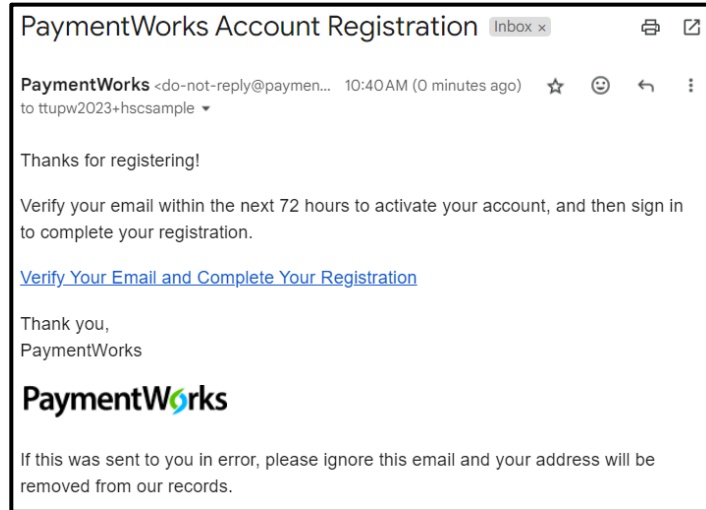 PaymentWorks Account Registration Inbox ×
PaymentWorks <do-not-reply@paymen... 10:40 AM (0 minutes ago)
to ttupw2023+hscsample
Thanks for registering!
Verify your email within the next 72 hours to activate your account, and then sign in
to complete your registration.
Verify Your Email and Complete Your Registration
Thank you,
PaymentWorks
PaymentWorks
If this was sent to you in error, please ignore this email and your address will be
removed from our records.